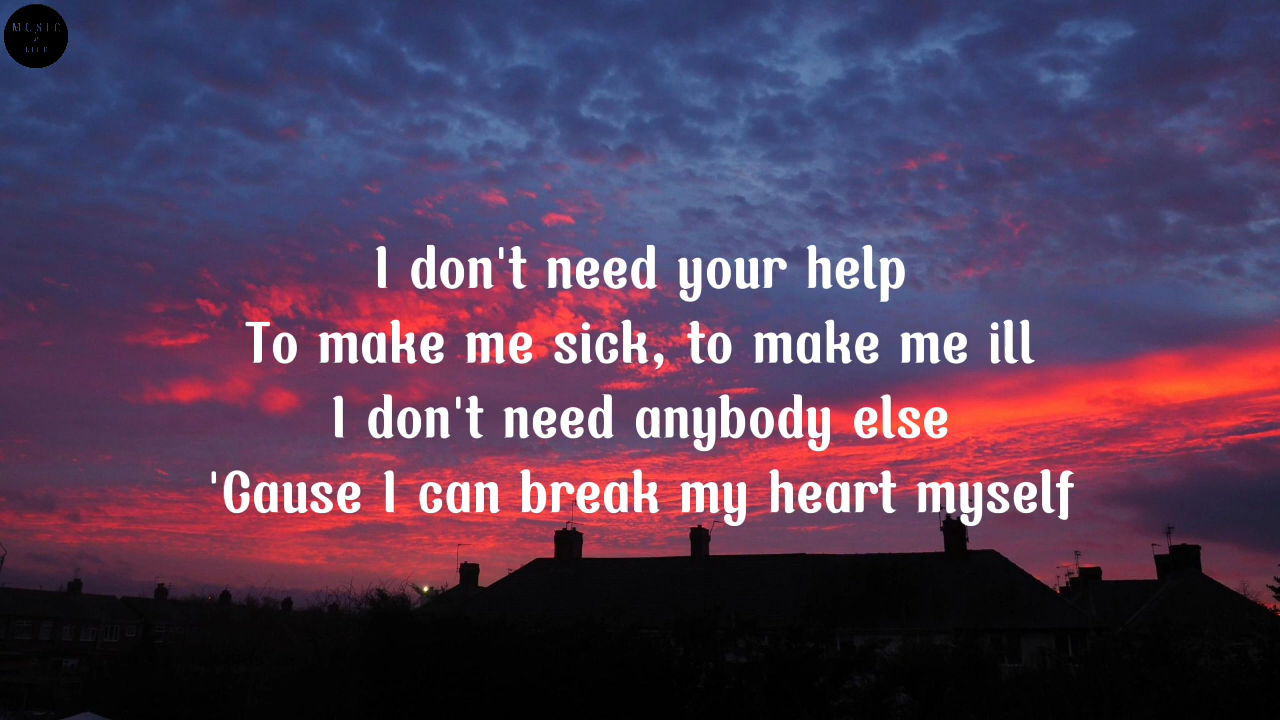 MUSIC
I don't need your help
To make me sick, to make me ill
I don't need anybody else
'Cause I can break my heart myself